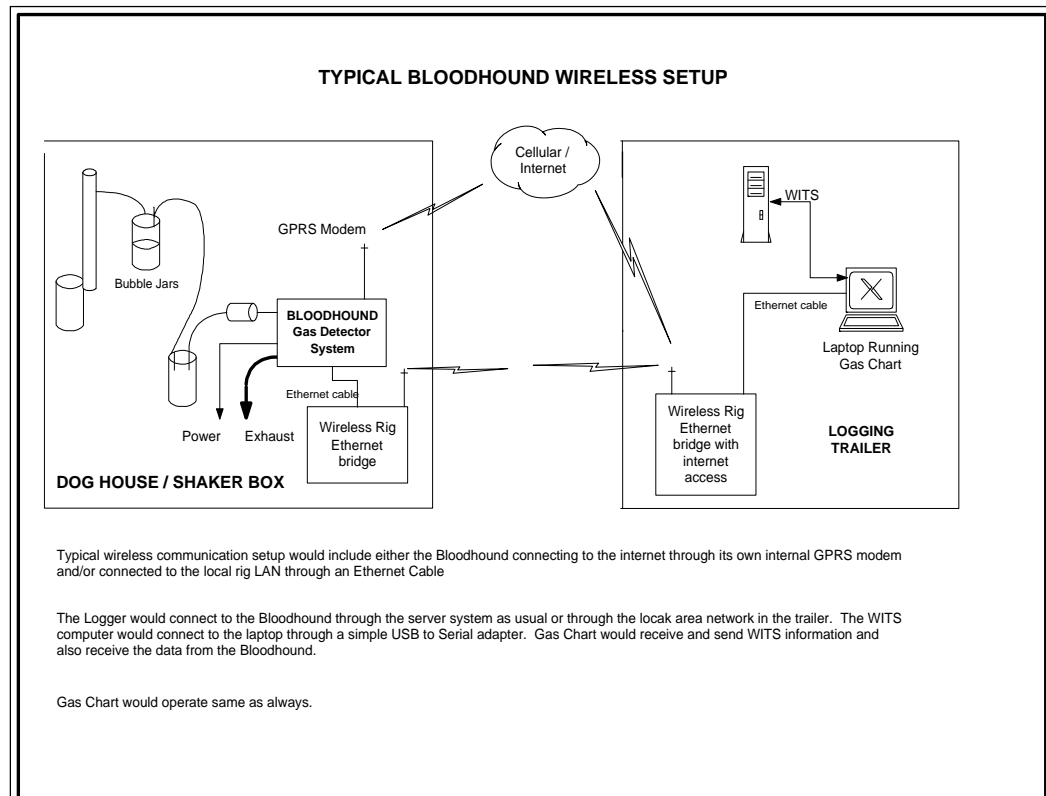 TYPICAL BLOODHOUND WIRELESS SETUP
Cellular /
Internet
GPRS Modem
Bubble Jars
BLOODHOUND
Gas Detector
System
Ethernet cable
Power
Exhaust
Wireless Rig
Ethernet
bridge
DOG HOUSE / SHAKER BOX
WITS
Ethernet cable
Laptop Running
Gas Chart
Wireless Rig
Ethernet
bridge with
internet
access
LOGGING
TRAILER
Typical wireless communication setup would include either the Bloodhound connecting to the internet through its own internal GPRS modem
and/or connected to the local rig LAN through an Ethernet Cable
The Logger would connect to the Bloodhound through the server system as usual or through the locak area network in the trailer. The WITS
computer would connect to the laptop through a simple USB to Serial adapter. Gas Chart would receive and send WITS information and
also receive the data from the Bloodhound.
Gas Chart would operate same as always.